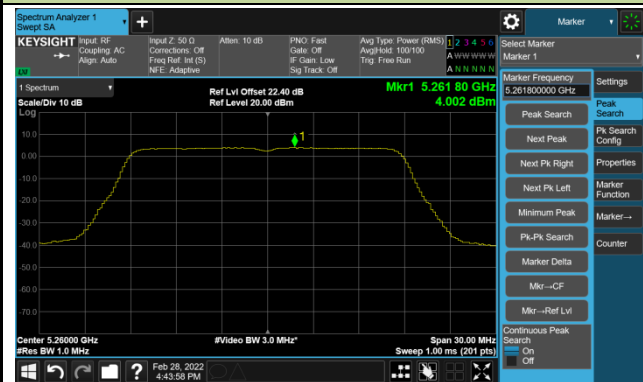 Spectrum Analyzer 1
Swept SA
+
Marker
KEYSIGHT
Input: RF
Coupling: AC
Align: Auto
Input Z: 50 Ω
Corrections: Off
Freq Ref: Int (S)
NFE: Adaptive
Atten: 10 dB
PNO: Fast
Gate: Off
IF Gain: Low
Sig Track: Off
Avg Type: Power (RMS)
Avg|Hold: 100/100
Trig: Free Run
1 2 3 4 5 6
A W W W W W
A N N N N N
Select Marker
Marker 1
1 Spectrum
Scale/Div 10 dB
Log
Ref Lvl Offset 22.40 dB
Ref Level 20.00 dBm
Mkr1 5.261 80 GHz
4.002 dBm
10.0
0.00
-10.0
-20.0
-30.0
-40.0
-50.0
-60.0
-70.0
1
Center 5.26000 GHz
#Res BW 1.0 MHz
#Video BW 3.0 MHz*
Span 30.00 MHz
Sweep 1.00 ms (201 pts)
Marker Frequency
5.261800000 GHz
Peak Search
Next Peak
Next Pk Right
Next Pk Left
Minimum Peak
Pk-Pk Search
Marker Delta
Mkr→CF
Mkr→Ref Lvl
Continuous Peak
Search
On
Off
Settings
Peak
Search
Pk Search
Config
Properties
Marker
Function
Marker→
Counter
?
Feb 28, 2022
4:43:58 PM